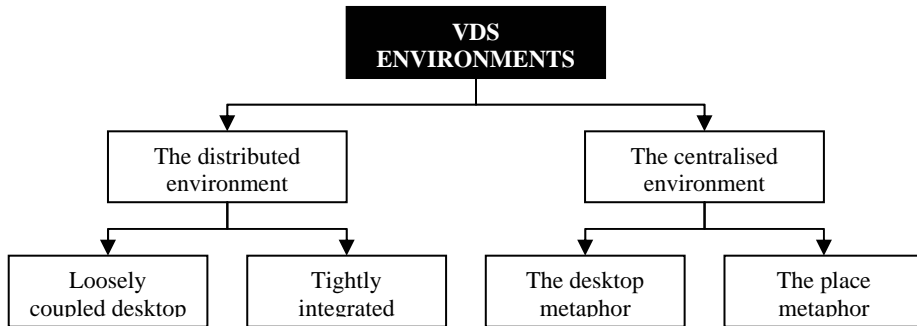 VDS
ENVIRONMENTS
The distributed
environment
The centralised
environment
Loosely
coupled desktop
Tightly
integrated
The desktop
metaphor
The place
metaphor